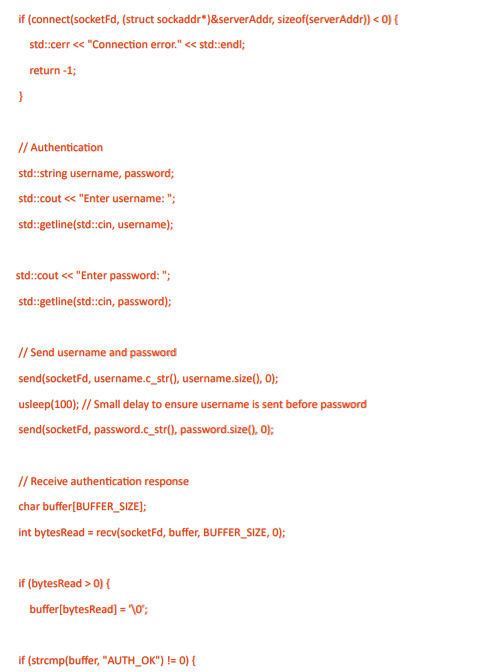 if (connect(socketFd, (struct sockaddr*)&serverAddr, sizeof(serverAddr)) < 0) {
std::cerr << "Connection error." << std::endl;
return -1;
}
// Authentication
std::string username, password;
std::cout << "Enter username: ";
std::getline(std::cin, username);
std::cout << "Enter password: ";
std::getline(std::cin, password);
// Send username and password
send(socketFd, username.c_str(), username.size(), 0);
usleep(100); // Small delay to ensure username is sent before password
send(socketFd, password.c_str(), password.size(), 0);
// Receive authentication response
char buffer[BUFFER_SIZE];
int bytesRead = recv(socketFd, buffer, BUFFER_SIZE, 0);
if (bytesRead > 0) {
buffer[bytesRead] = '\0';
if (strcmp(buffer, "AUTH_OK") != 0) {